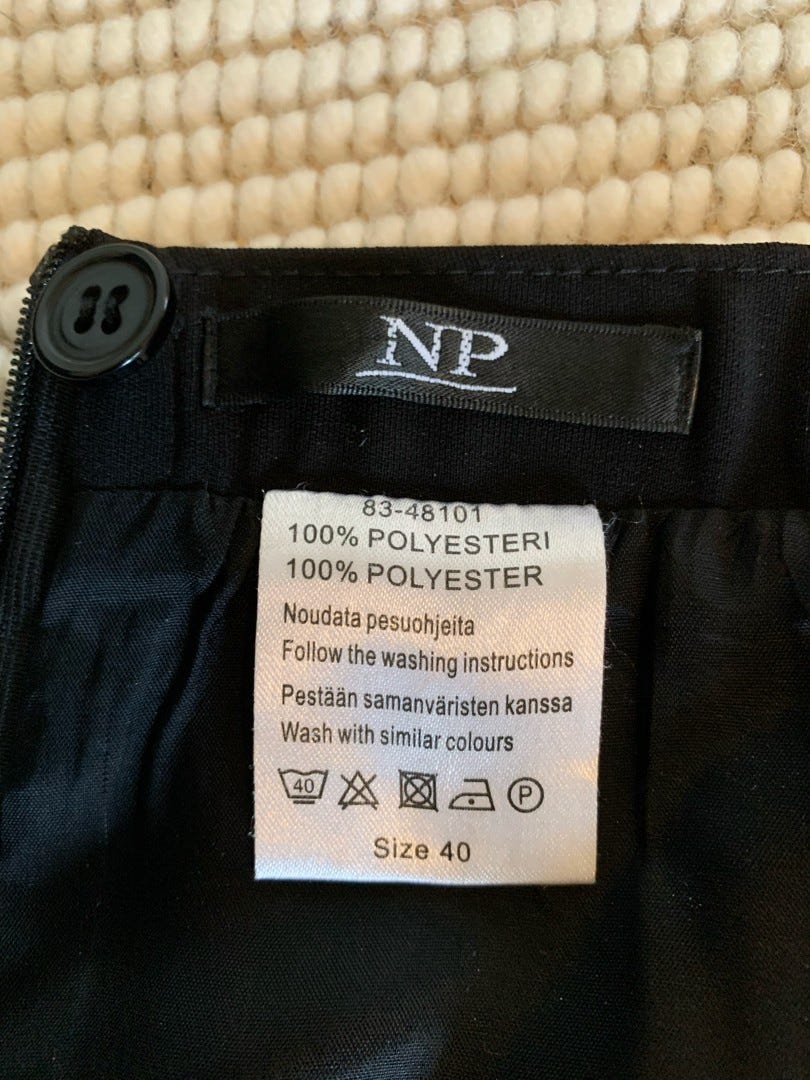 NP
83-48101
100% POLYESTERI
100% POLYESTER
Noudata pesuohjeita
Follow the washing instructions
Pestään samanväristen kanssa
Wash with similar colours
40 P
Size 40